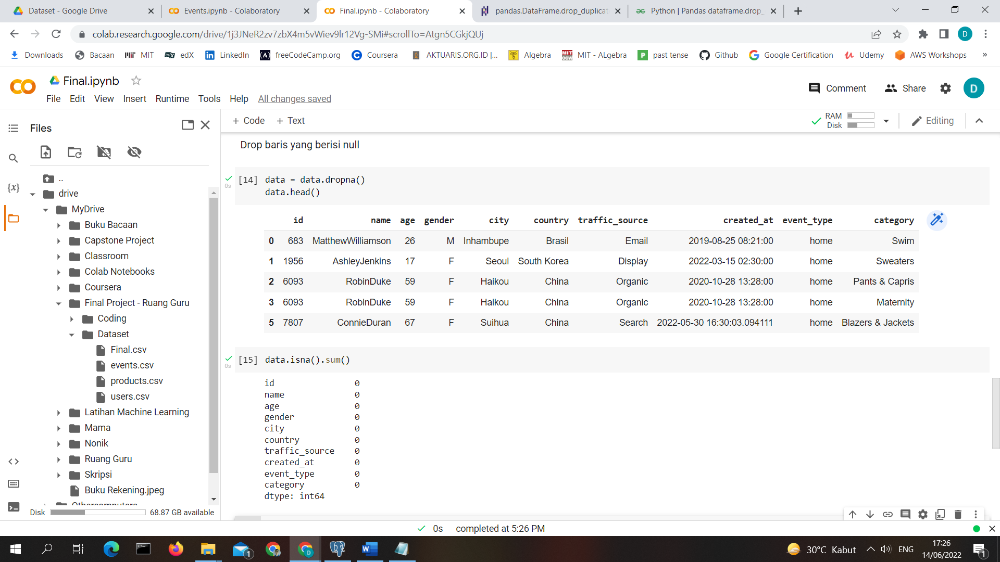 Dataset - Google Drive
Events.ipynb - Colaboratory
Final.ipynb - Colaboratory
pandas.DataFrame.drop_duplicat
Python | Pandas dataframe.drop_
colab.research.google.com/drive/1j3JNeR2zv7zbX4m5vWiev9lr12Vg-SMi#scrollTo=Atgn5CGkjQUj
D
Downloads Bacaan MIT edX LinkedIn freeCodeCamp.org Coursera AKTUARIS.ORG.ID |... Algebra MIT - ALgebra past tense Github Google Certification Udemy AWS Workshops »
Final.ipynb
File Edit View Insert Runtime Tools Help All changes saved
Comment Share D
Files
+ Code + Text
RAM
Disk
Editing
..
drive
MyDrive
Buku Bacaan
Capstone Project
Classroom
Colab Notebooks
Coursera
Final Project - Ruang Guru
Coding
Dataset
Final.csv
events.csv
products.csv
users.csv
Latihan Machine Learning
Mama
Nonik
Ruang Guru
Skripsi
Buku Rekening.jpeg
Othercomputers
Disk 68.87 GB available
{x}
Drop baris yang berisi null
0s
[14] data = data.dropna()
data.head()
id name age gender city country traffic_source created_at event_type category
0 683 MatthewWilliamson 26 M Inhambupe Brasil Email 2019-08-25 08:21:00 home Swim
1 1956 AshleyJenkins 17 F Seoul South Korea Display 2022-03-15 02:30:00 home Sweaters
2 6093 RobinDuke 59 F Haikou China Organic 2020-10-28 13:28:00 home Pants & Capris
3 6093 RobinDuke 59 F Haikou China Organic 2020-10-28 13:28:00 home Maternity
5 7807 ConnieDuran 67 F Suihua China Search 2022-05-30 16:30:03.094111 home Blazers & Jackets
0s
[15] data.isna().sum()
id 0
name 0
age 0
gender 0
city 0
country 0
traffic_source 0
created_at 0
event_type 0
category 0
dtype: int64
0s completed at 5:26 PM
1
D
30°C Kabut
ENG
17:26
14/06/2022
1